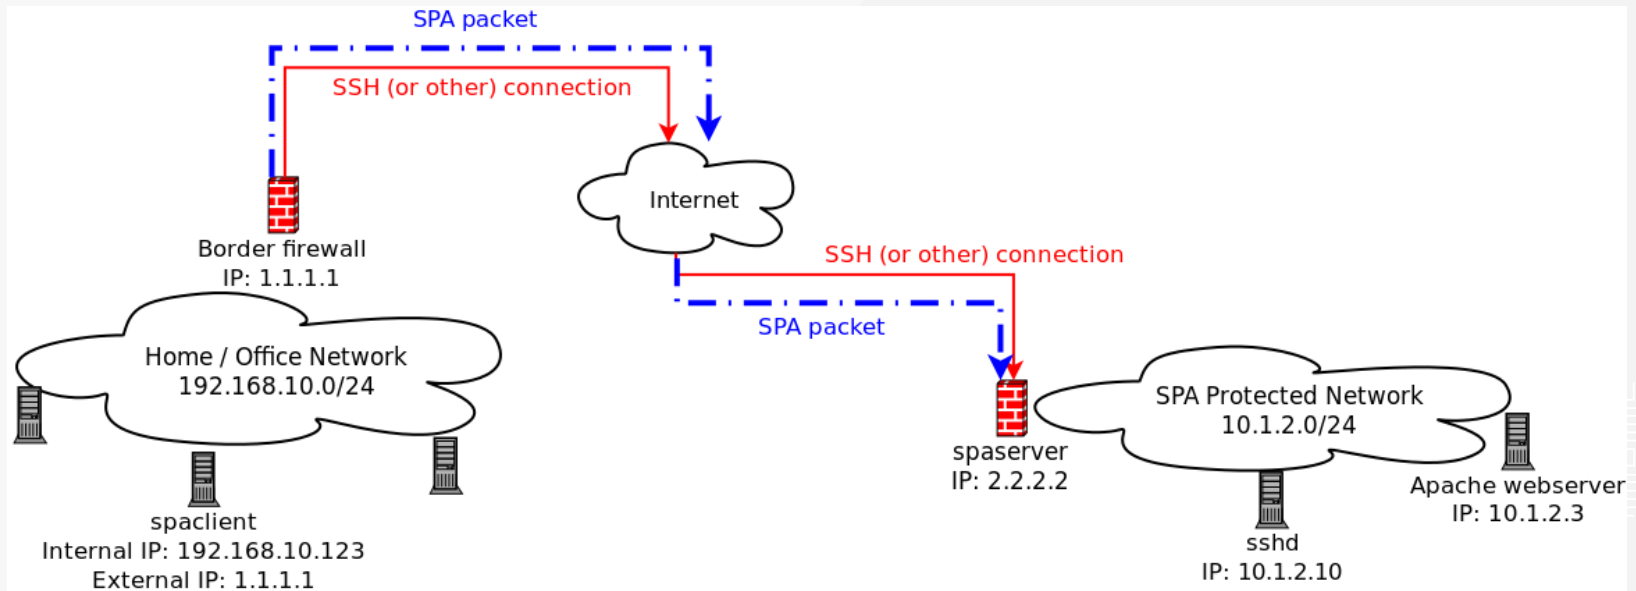 SPA packet
SSH (or other) connection
Internet
Border firewall
IP: 1.1.1.1
SSH (or other) connection
SPA packet
Home / Office Network
192.168.10.0/24
SPA Protected Network
10.1.2.0/24
spaserver
IP: 2.2.2.2
Apache webserver
IP: 10.1.2.3
spaclient
Internal IP: 192.168.10.123
External IP: 1.1.1.1
sshd
IP: 10.1.2.10